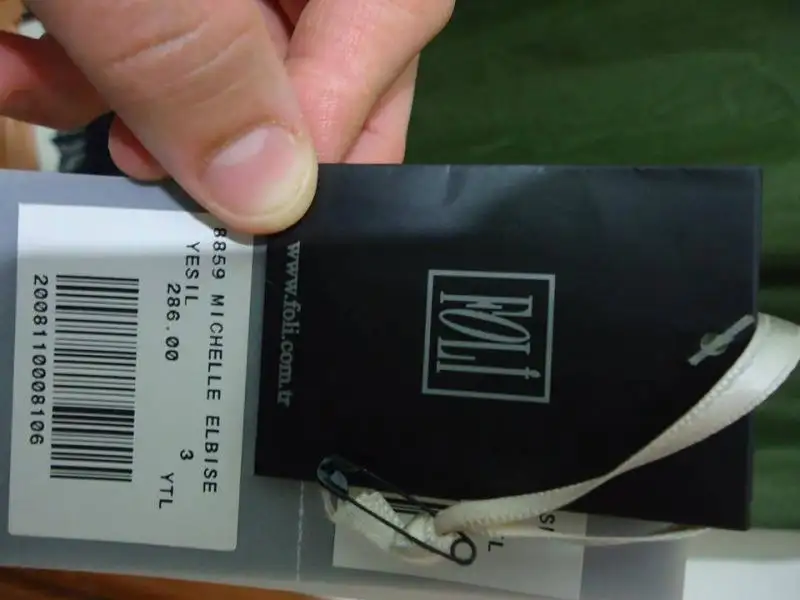 8859 MICHELLE ELBISE
YESIL 3
286.00 YTL
2008110008106
www.foli.com.tr
FOLI